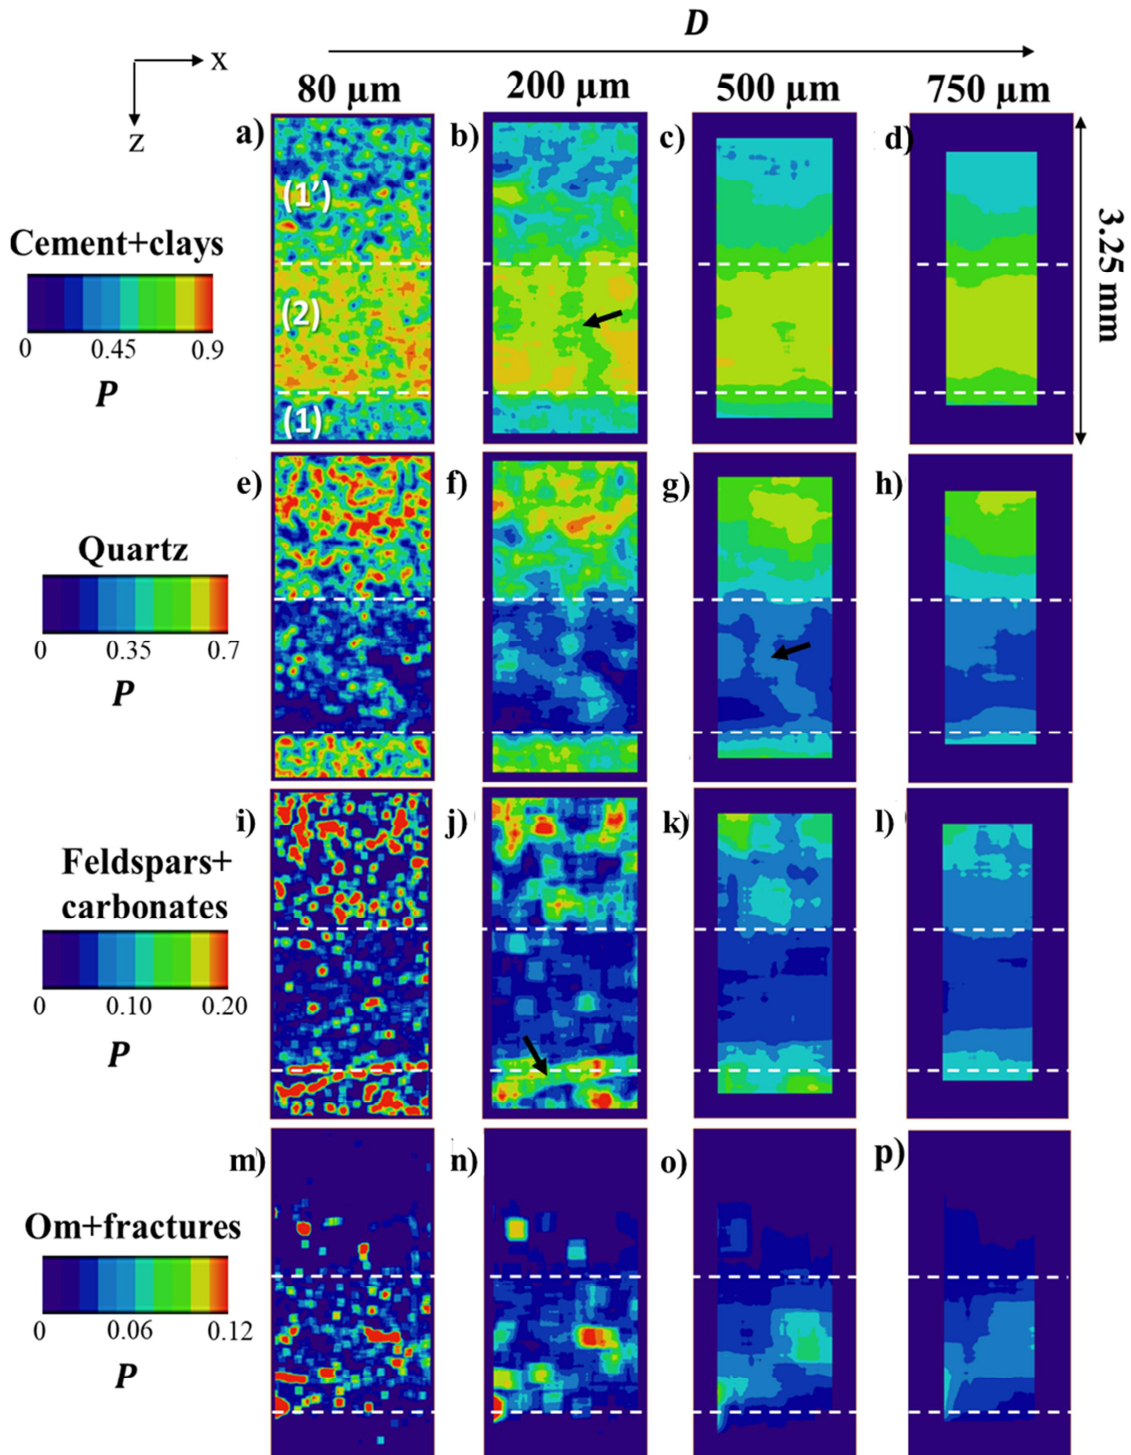 D
x
z
80 µm
200 µm
500 µm
750 µm
a)
b)
c)
d)
(1’)
(2)
(1)
3.25 mm
Cement+clays
0
0.45
0.9
P
e)
f)
g)
h)
Quartz
0
0.35
0.7
P
i)
j)
k)
l)
Feldspars+
carbonates
0
0.10
0.20
P
m)
n)
o)
p)
Om+fractures
0
0.06
0.12
P